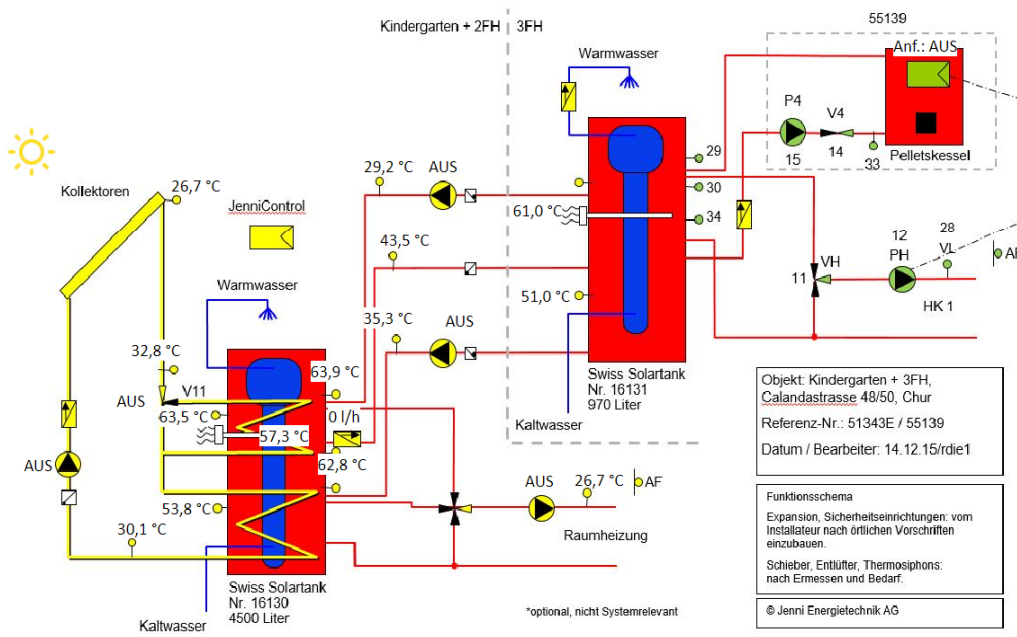 Kindergarten + 2FH
3FH
55139
Warmwasser
Anf.: AUS
P4
V4
15
14
33
Pelletskessel
29
30
34
29,2 °C
AUS
61,0 °C
Kollektoren
26,7 °C
JenniControl
43,5 °C
12
PH
28
VL
AF
VH
11
HK 1
51,0 °C
Warmwasser
35,3 °C
AUS
32,8 °C
63,9 °C
AUS
V11
63,5 °C
0 l/h
57,3 °C
62,8 °C
AUS
53,8 °C
30,1 °C
Swiss Solartank
Nr. 16131
970 Liter
Kaltwasser
AUS
26,7 °C
AF
Raumheizung
Swiss Solartank
Nr. 16130
4500 Liter
Kaltwasser
*optional, nicht Systemrelevant
Objekt: Kindergarten + 3FH,
Calandastrasse 48/50, Chur
Referenz-Nr.: 51343E / 55139
Datum / Bearbeiter: 14.12.15/rdie1
Funktionsschema
Expansion, Sicherheitseinrichtungen: vom
Installateur nach örtlichen Vorschriften
einzubauen.
Schieber, Entlüfter, Thermosiphons:
nach Ermessen und Bedarf.
© Jenni Energietechnik AG